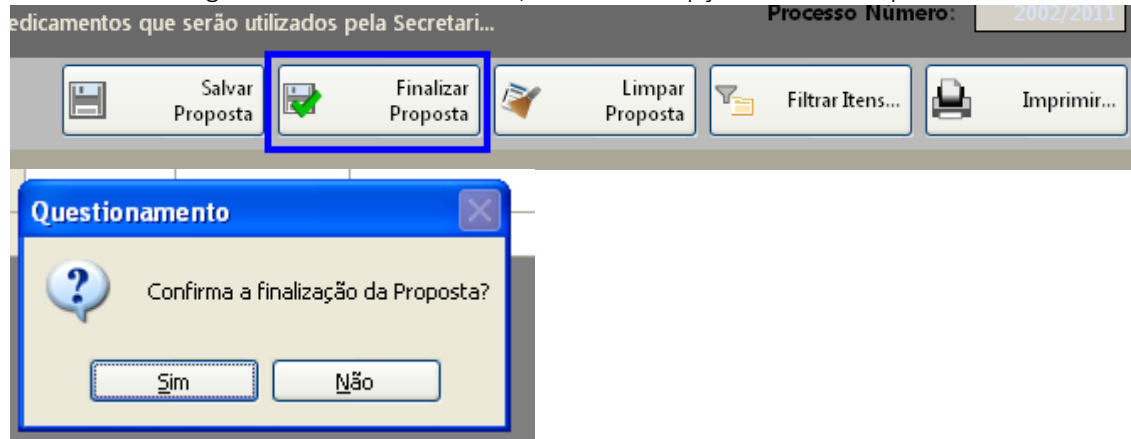 edicamentos que serão utilizados pela Secretari...
Processo Número: 2002/2011
Salvar
Proposta
Finalizar
Proposta
Limpar
Proposta
Filtrar Itens...
Imprimir...
Questionamento
Confirma a finalização da Proposta?
Sim
Não